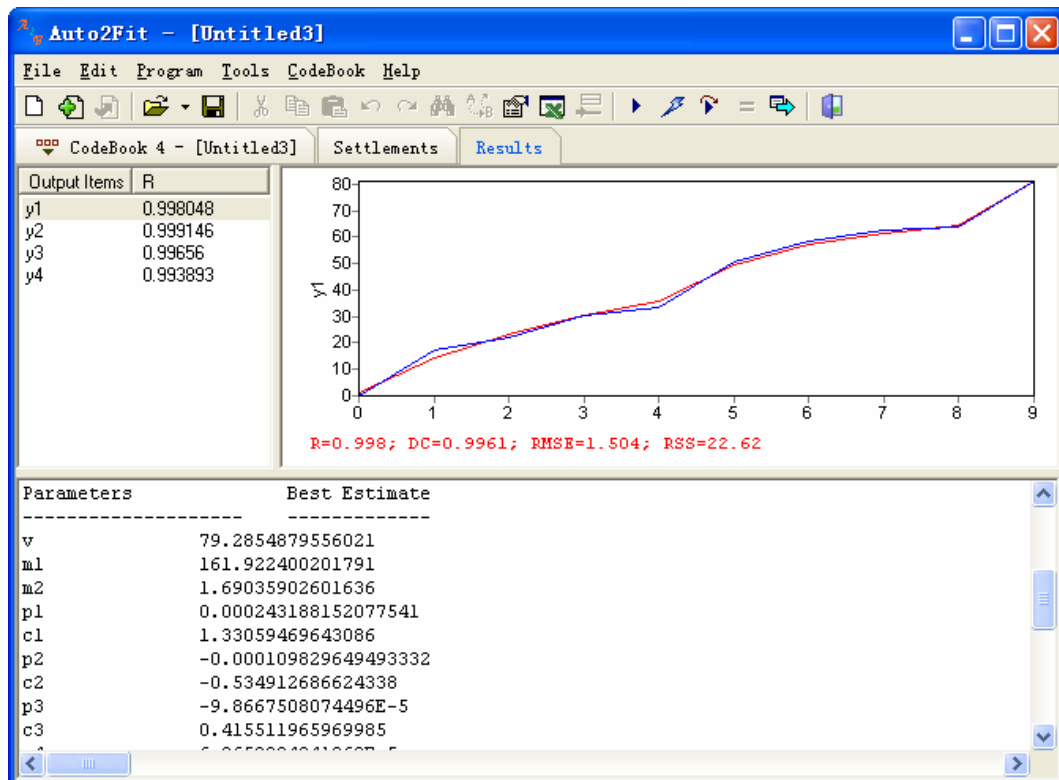 Auto2Fit - [Untitled3]
File Edit Program Tools CodeBook Help
CodeBook 4 - [Untitled3] Settlements Results
Output Items R
y1 0.998048
y2 0.999146
y3 0.99656
y4 0.993893
80
70
60
50
40
30
20
10
0
y1
0 1 2 3 4 5 6 7 8 9
R=0.998; DC=0.9961; RMSE=1.504; RSS=22.62
Parameters Best Estimate
-------------------- -------------
v 79.2854879556021
m1 161.922400201791
m2 1.69035902601636
p1 0.000243188152077541
c1 1.33059469643086
p2 -0.000109829649493332
c2 -0.534912686624338
p3 -9.8667508074496E-5
c3 0.415511965969985